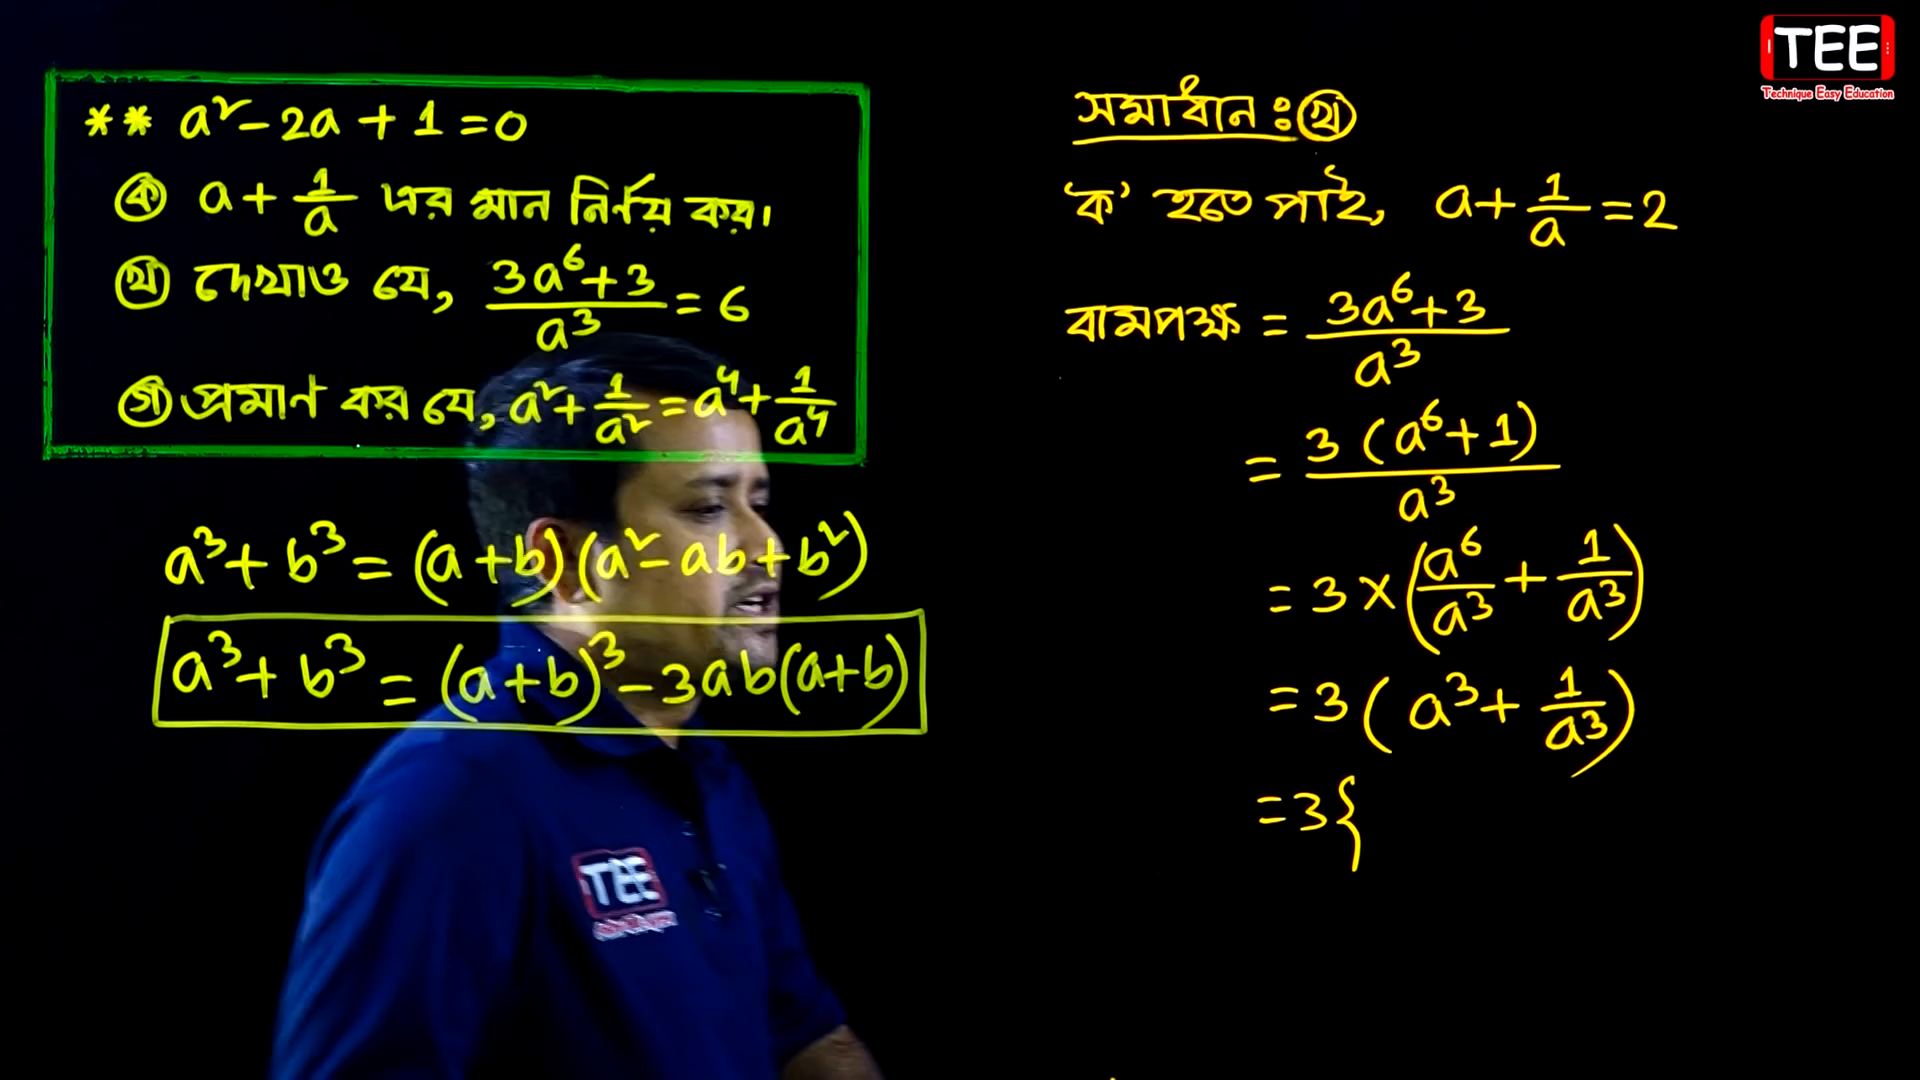 ** a²-2a+1=0
ক a+1/a এর মান নির্ণয় কর।
খ দেখাও যে, (3a⁶+3)/a³ = 6
গ প্রমাণ কর যে, a²+1/a² = a⁴+1/a⁴
a³+b³ = (a+b)(a²-ab+b²)
a³+b³ = (a+b)³-3ab(a+b)
TEE
TEE
Technique Easy Education
সমাধান : খ
'ক' হতে পাই, a+1/a = 2
বামপক্ষ = (3a⁶+3)/a³
= 3(a⁶+1)/a³
= 3×(a⁶/a³ + 1/a³)
= 3(a³+1/a³)
= 3{